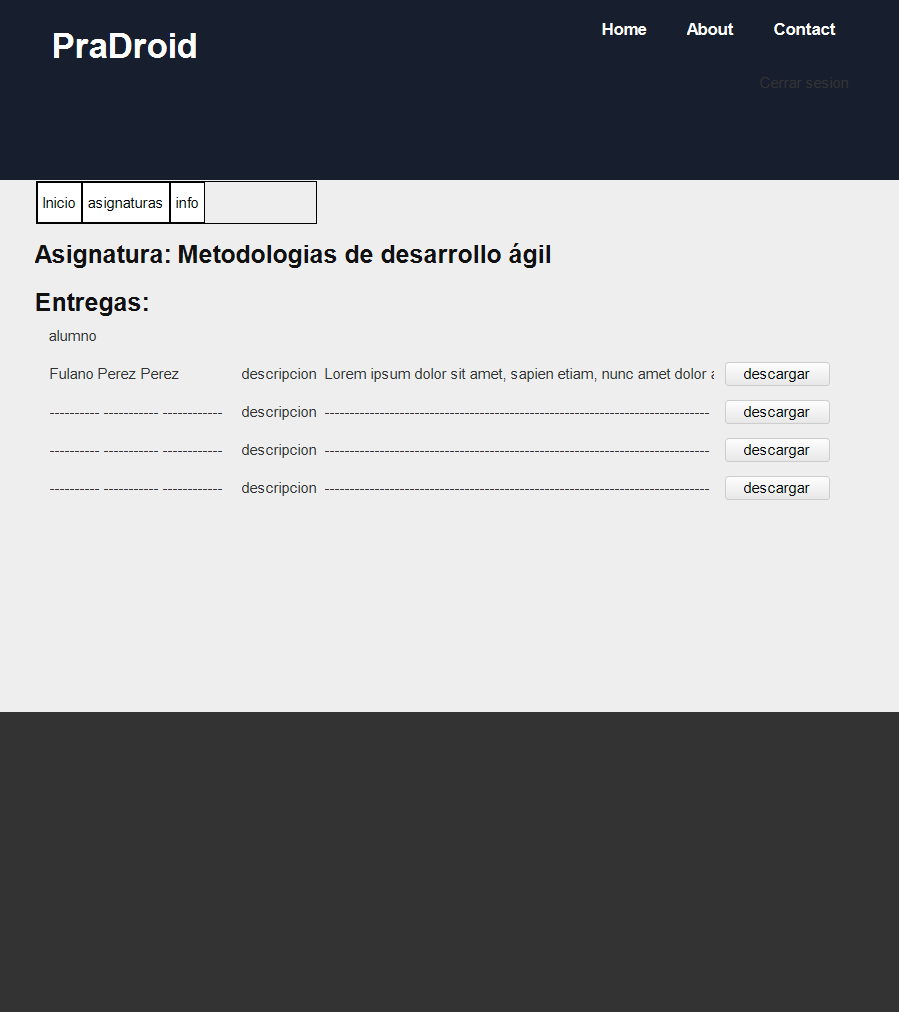 PraDroid
Home About Contact
Cerrar sesion
Inicio asignaturas info
Asignatura: Metodologias de desarrollo ágil
Entregas:
alumno
Fulano Perez Perez descripcion Lorem ipsum dolor sit amet, sapien etiam, nunc amet dolor a descargar
---------- ----------- ------------ descripcion ----------------------------------------------------------------------------- descargar
---------- ----------- ------------ descripcion ----------------------------------------------------------------------------- descargar
---------- ----------- ------------ descripcion ----------------------------------------------------------------------------- descargar